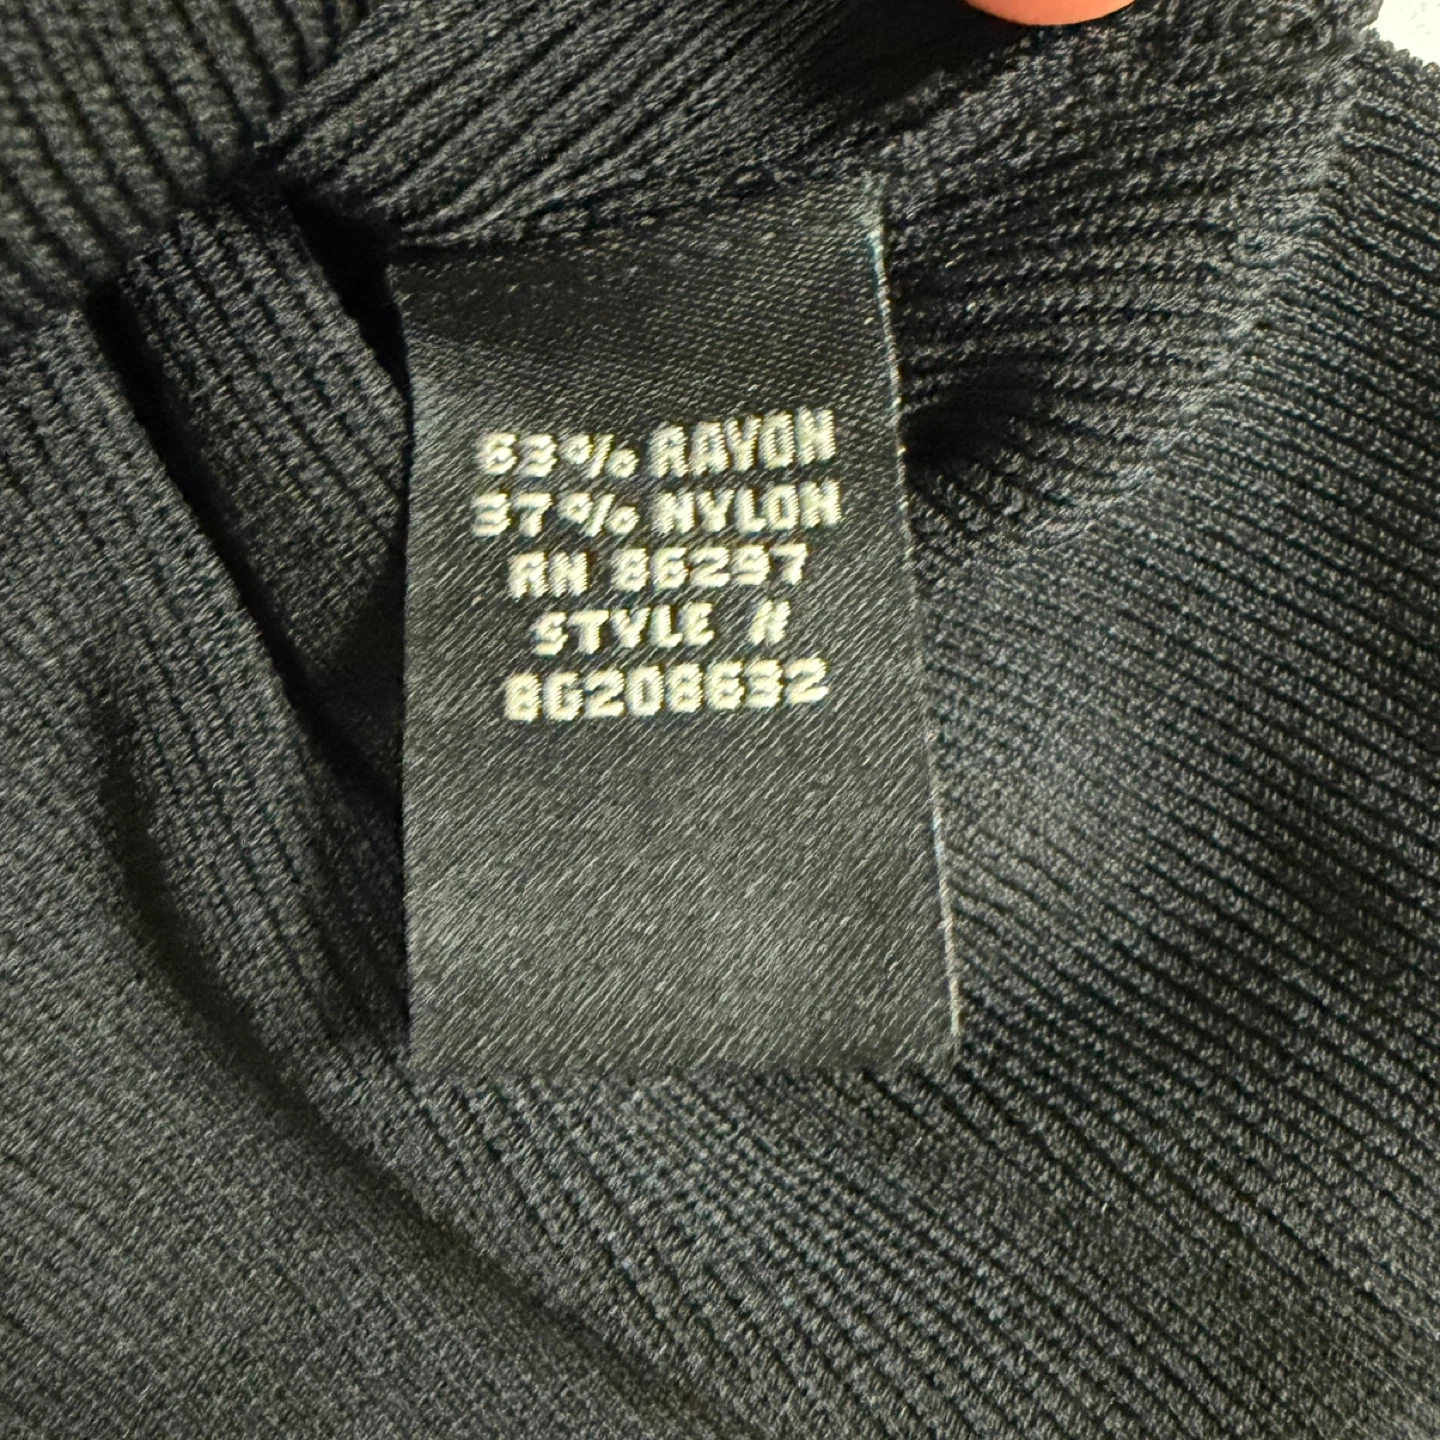 63% RAYON
37% NYLON
RN 86297
STYLE #
BG208632